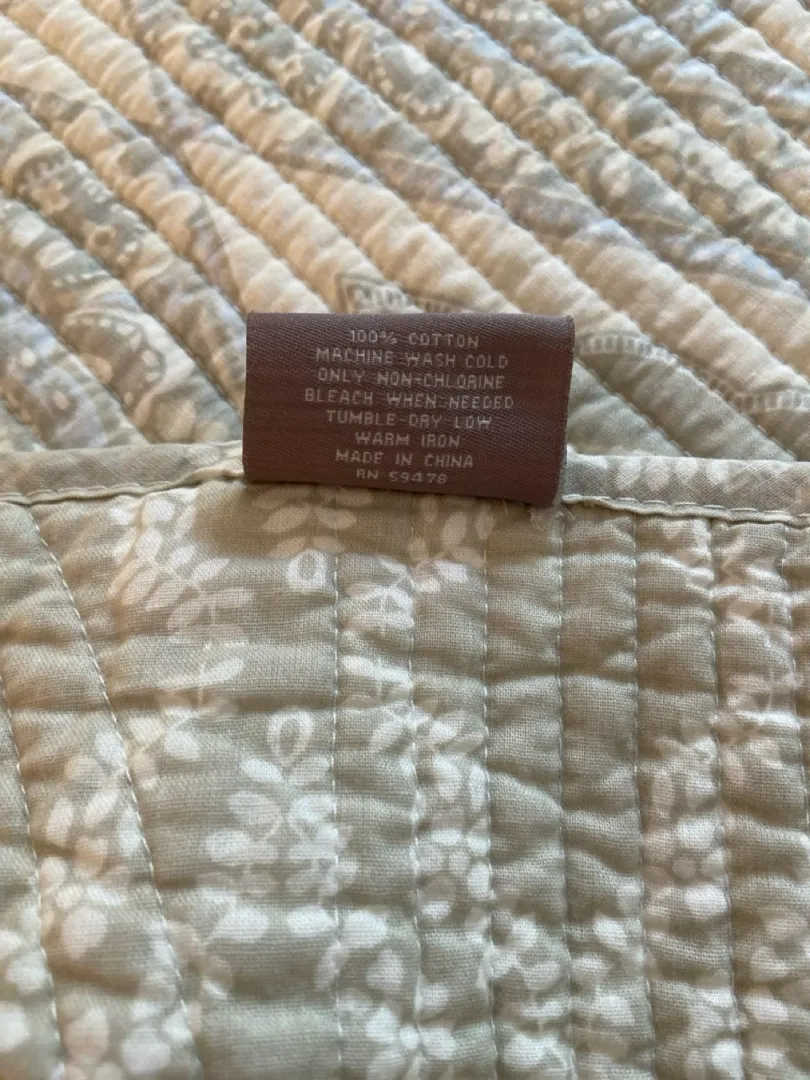 100% COTTON
MACHINE WASH COLD
ONLY NON-CHLORINE
BLEACH WHEN NEEDED
TUMBLE-DRY LOW
WARM IRON
MADE IN CHINA
RN 59478